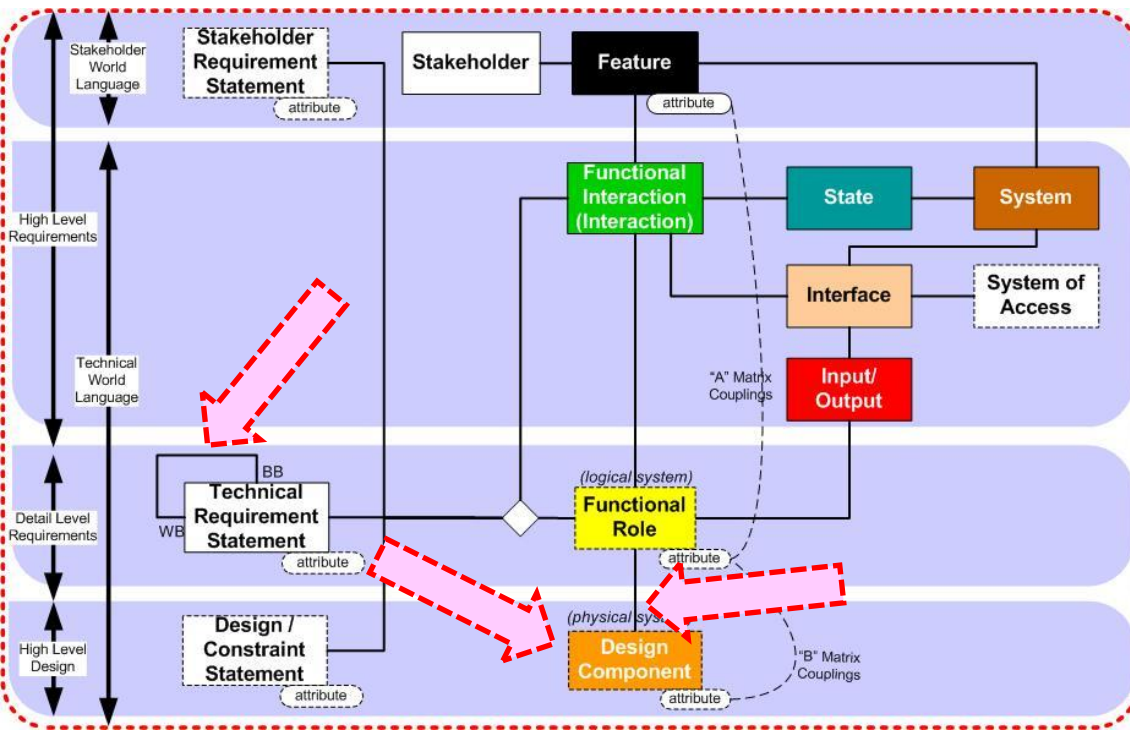 Stakeholder
World
Language
Stakeholder
Requirement
Statement
attribute
Stakeholder
Feature
attribute
High Level
Requirements
Technical
World
Language
Functional
Interaction
(Interaction)
State
System
Interface
System of
Access
Input/
Output
"A" Matrix
Couplings
Detail Level
Requirements
BB
WB
Technical
Requirement
Statement
attribute
(logical system)
Functional
Role
attribute
High Level
Design
Design /
Constraint
Statement
attribute
(physical
Design
Component
attribute
"B" Matrix
Couplings